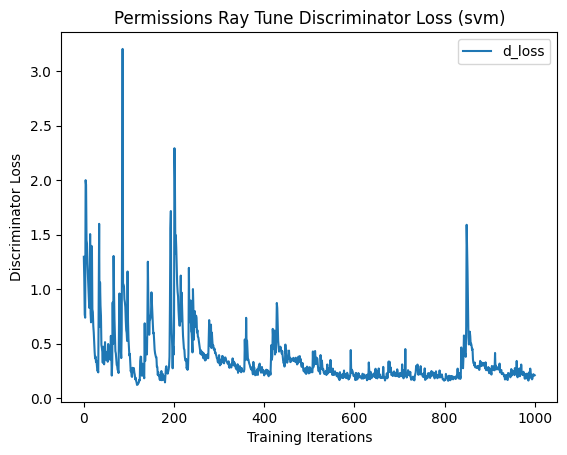 Permissions Ray Tune Discriminator Loss (svm)
d_loss
Discriminator Loss
3.0
2.5
2.0
1.5
1.0
0.5
0.0
0 200 400 600 800 1000
Training Iterations